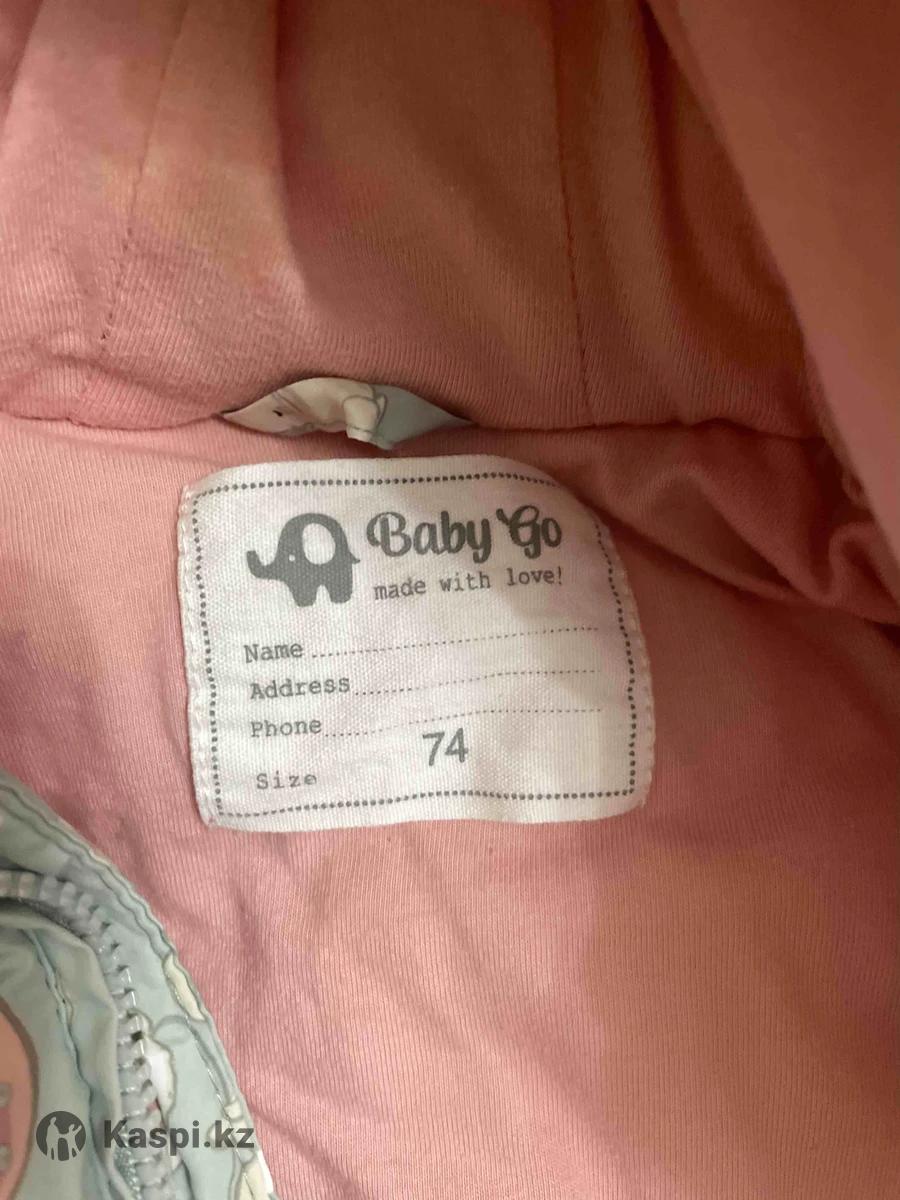 Baby Go
made with love!
Name
Address
Phone
Size 74
Kaspi.kz